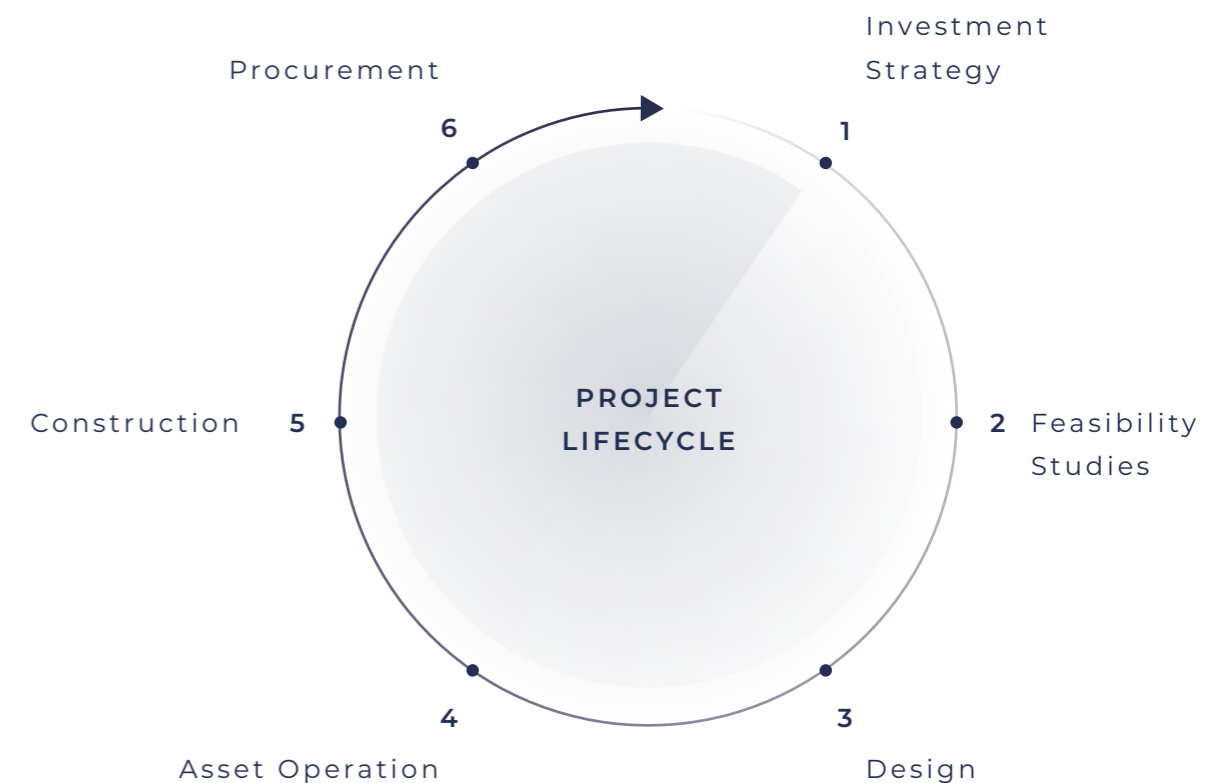 Investment
Strategy
1
2
Feasibility
Studies
3
Design
4
Asset Operation
5
Construction
6
Procurement
PROJECT
LIFECYCLE